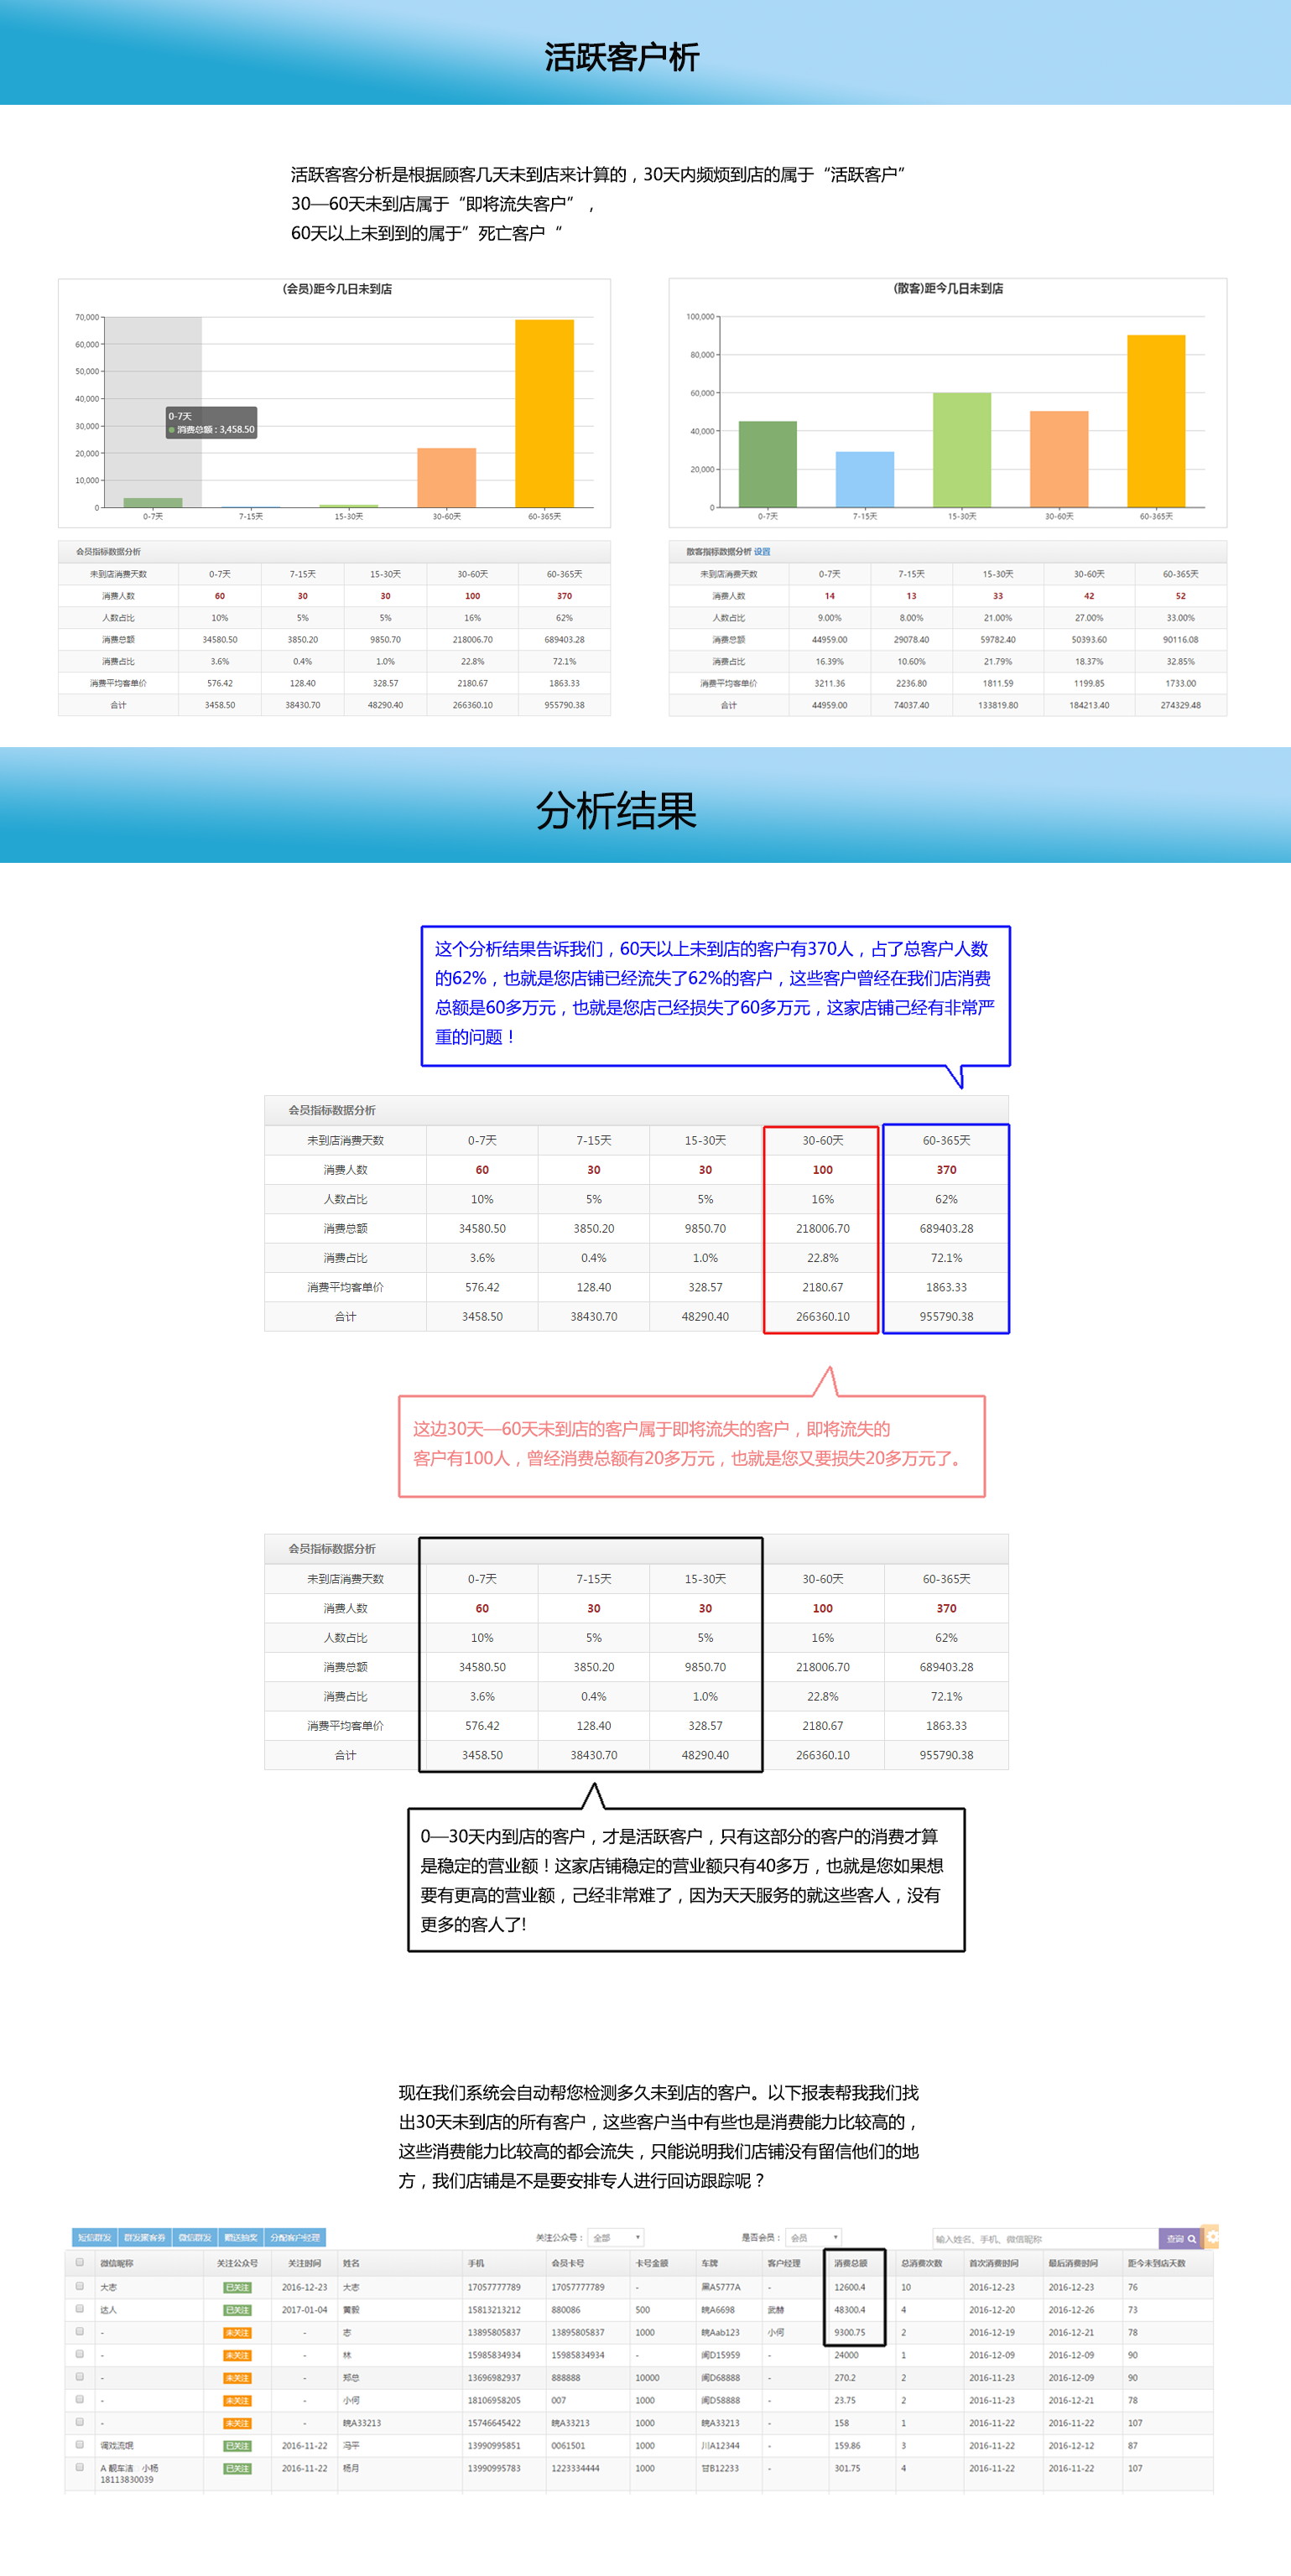 活跃客户析
活跃客客分析是根据顾客几天未到店来计算的，30天内频烦到店的属于“活跃客户”
30—60天未到店属于“即将流失客户”，
60天以上未到到的属于”死亡客户“
(会员)距今几日未到店
70,000
60,000
50,000
40,000
30,000
20,000
10,000
0
0-7天
消费总额 : 3,458.50
0-7天 7-15天 15-30天 30-60天 60-365天
(散客)距今几日未到店
100,000
80,000
60,000
40,000
20,000
0
0-7天 7-15天 15-30天 30-60天 60-365天
会员指标数据分析
未到店消费天数 0-7天 7-15天 15-30天 30-60天 60-365天
消费人数 60 30 30 100 370
人数占比 10% 5% 5% 16% 62%
消费总额 34580.50 3850.20 9850.70 218006.70 689403.28
消费占比 3.6% 0.4% 1.0% 22.8% 72.1%
消费平均客单价 576.42 128.40 328.57 2180.67 1863.33
合计 3458.50 38430.70 48290.40 266360.10 955790.38
散客指标数据分析 设置
未到店消费天数 0-7天 7-15天 15-30天 30-60天 60-365天
消费人数 14 13 33 42 52
人数占比 9.00% 8.00% 21.00% 27.00% 33.00%
消费总额 44959.00 29078.40 59782.40 50393.60 90116.08
消费占比 16.39% 10.60% 21.79% 18.37% 32.85%
消费平均客单价 3211.36 2236.80 1811.59 1199.85 1733.00
合计 44959.00 74037.40 133819.80 184213.40 274329.48
分析结果
这个分析结果告诉我们，60天以上未到店的客户有370人，占了总客户人数
的62%，也就是您店铺已经流失了62%的客户，这些客户曾经在我们店消费
总额是60多万元，也就是您店己经损失了60多万元，这家店铺己经有非常严
重的问题！
会员指标数据分析
未到店消费天数 0-7天 7-15天 15-30天 30-60天 60-365天
消费人数 60 30 30 100 370
人数占比 10% 5% 5% 16% 62%
消费总额 34580.50 3850.20 9850.70 218006.70 689403.28
消费占比 3.6% 0.4% 1.0% 22.8% 72.1%
消费平均客单价 576.42 128.40 328.57 2180.67 1863.33
合计 3458.50 38430.70 48290.40 266360.10 955790.38
这边30天—60天未到店的客户属于即将流失的客户，即将流失的
客户有100人，曾经消费总额有20多万元，也就是您又要损失20多万元了。
会员指标数据分析
未到店消费天数 0-7天 7-15天 15-30天 30-60天 60-365天
消费人数 60 30 30 100 370
人数占比 10% 5% 5% 16% 62%
消费总额 34580.50 3850.20 9850.70 218006.70 689403.28
消费占比 3.6% 0.4% 1.0% 22.8% 72.1%
消费平均客单价 576.42 128.40 328.57 2180.67 1863.33
合计 3458.50 38430.70 48290.40 266360.10 955790.38
0—30天内到店的客户，才是活跃客户，只有这部分的客户的消费才算
是稳定的营业额！这家店铺稳定的营业额只有40多万，也就是您如果想
要有更高的营业额，己经非常难了，因为天天服务的就这些客人，没有
更多的客人了!
现在我们系统会自动帮您检测多久未到店的客户。以下报表帮我我们找
出30天未到店的所有客户，这些客户当中有些也是消费能力比较高的，
这些消费能力比较高的都会流失，只能说明我们店铺没有留信他们的地
方，我们店铺是不是要安排专人进行回访跟踪呢？
短信群发 群发黑客券 微信群发 赠送抽奖 分配客户经理 关注公众号： 全部 是否会员： 会员 输入姓名、手机、微信昵称 查询
微信昵称 关注公众号 关注时间 姓名 手机 会员卡号 卡号金额 车牌 客户经理 消费总额 总消费次数 首次消费时间 最后消费时间 距今未到店天数
大志 已关注 2016-12-23 大志 17057777789 17057777789 - 黑A5777A - 12600.4 10 2016-12-23 2016-12-23 76
达人 已关注 2017-01-04 黄毅 15813213212 880086 500 皖A6698 武赫 48300.4 4 2016-12-20 2016-12-26 73
- 未关注 - 志 13895805837 13895805837 1000 皖Aab123 小何 9300.75 2 2016-12-19 2016-12-21 78
- 未关注 - 林 15985834934 15985834934 - 闽D15959 - 24000 1 2016-12-09 2016-12-09 90
- 未关注 - 郑总 13696982937 888888 10000 闽D68888 - 270.2 2 2016-11-23 2016-12-09 90
- 未关注 - 小何 18106958205 007 1000 闽D58888 - 23.75 2 2016-11-23 2016-12-21 78
- 未关注 - 皖A33213 15746645422 皖A33213 1000 皖A33213 - 158 1 2016-11-22 2016-11-22 107
调戏流氓 已关注 2016-11-22 冯平 13990995851 0061501 1000 川A12344 - 159.86 3 2016-11-22 2016-12-12 87
A 靓车洁 小杨 已关注 2016-11-22 杨月 13990995783 1223334444 1000 甘B12233 - 301.75 4 2016-11-22 2016-11-22 107
18113830039